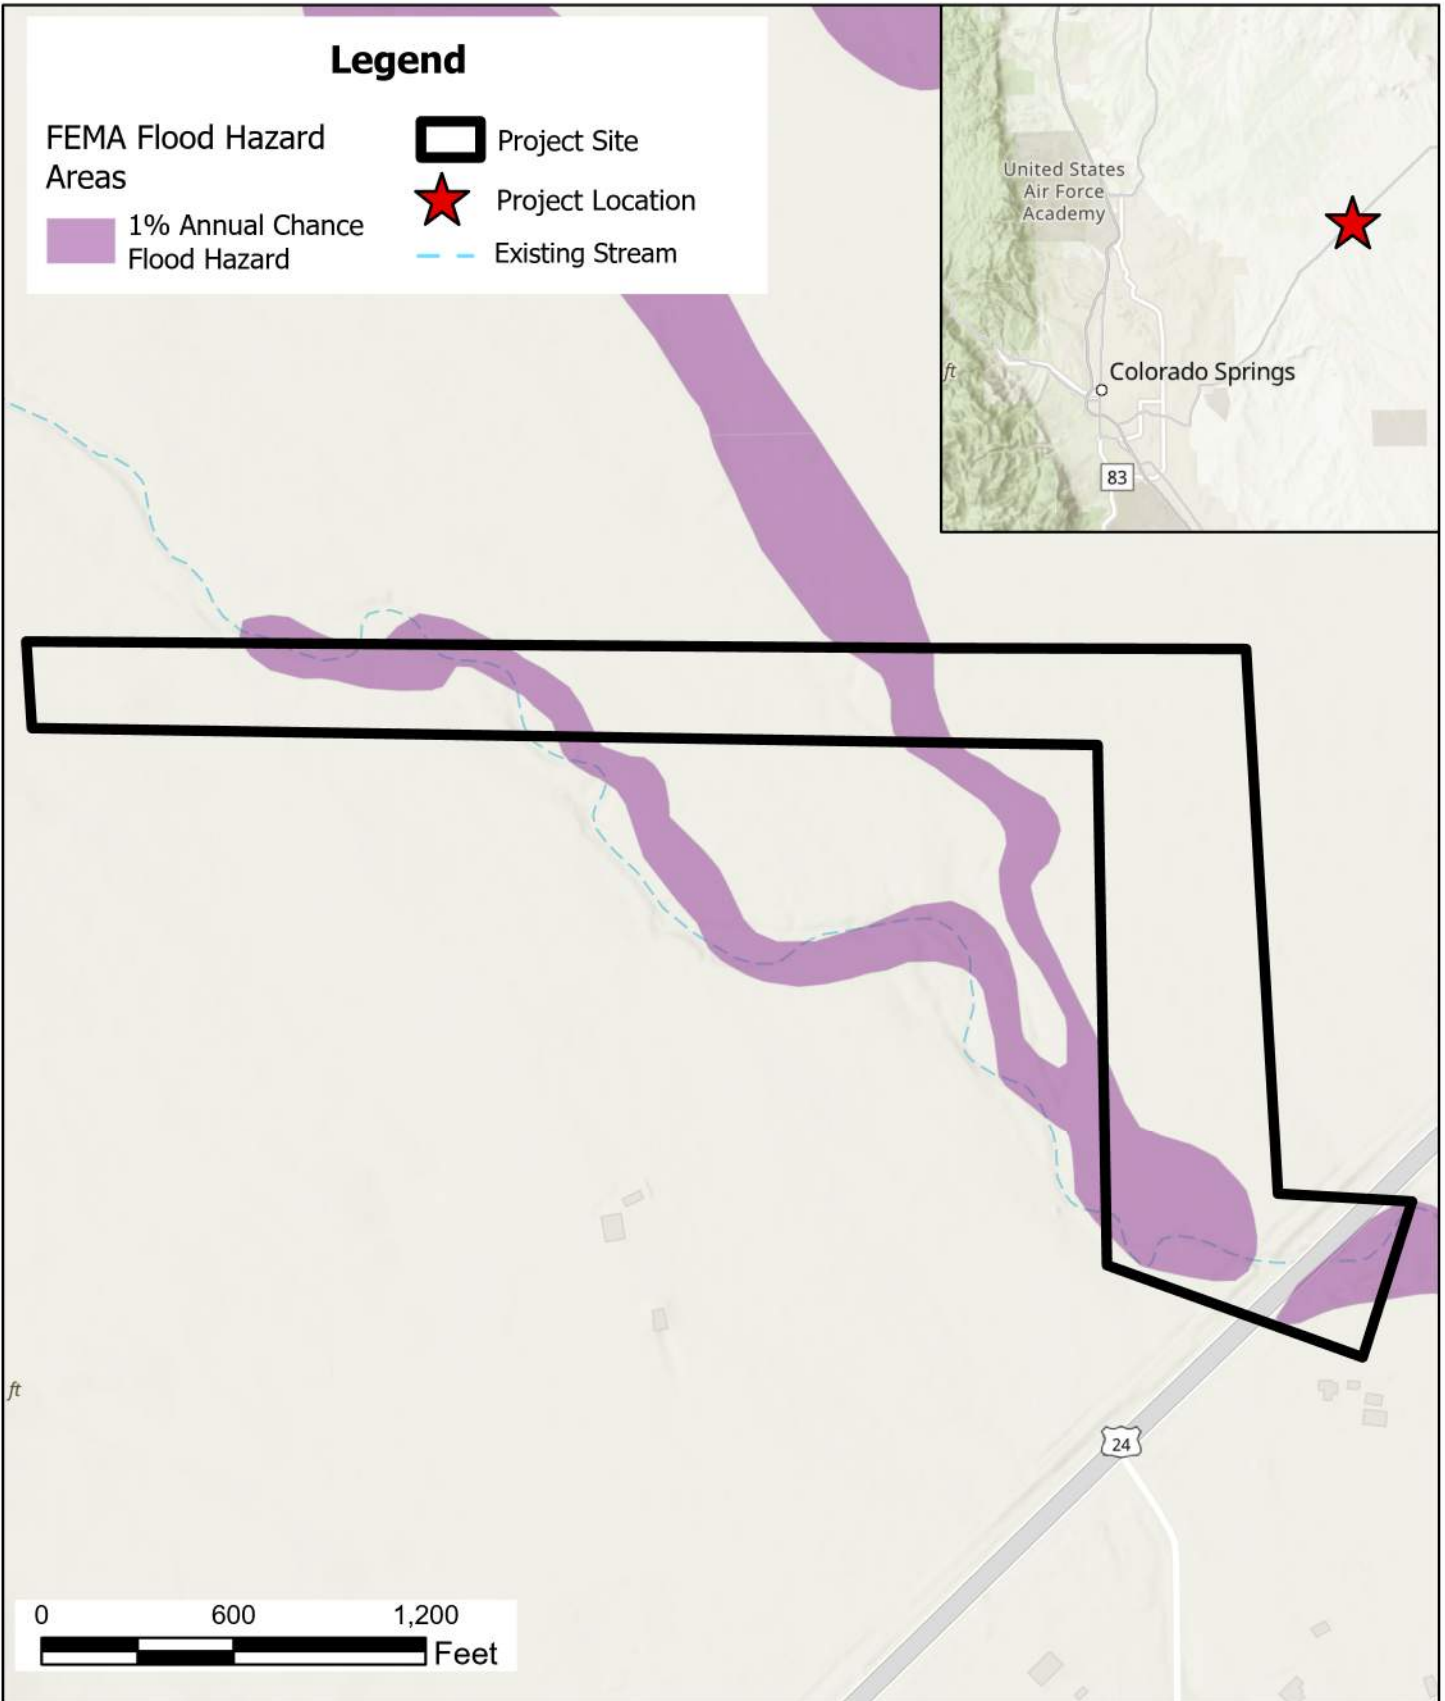 Legend
FEMA Flood Hazard
Areas
1% Annual Chance
Flood Hazard
Project Site
Project Location
Existing Stream
United States
Air Force
Academy
Colorado Springs
ft
83
ft
24
0 600 1,200
Feet